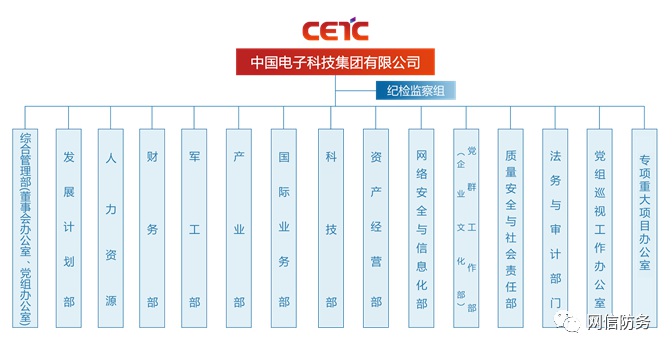 CETC
中国电子科技集团有限公司
纪检监察组
综合管理部(董事会办公室、党组办公室)
发展计划部
人力资源部
财务部
军工部
产业部
国际业务部
科技部
资产经营部
网络安全与信息化部
党群工作部
(企业文化部)
质量安全与社会责任部
法务与审计部门
党组巡视工作办公室
专项重大项目办公室
网信防务